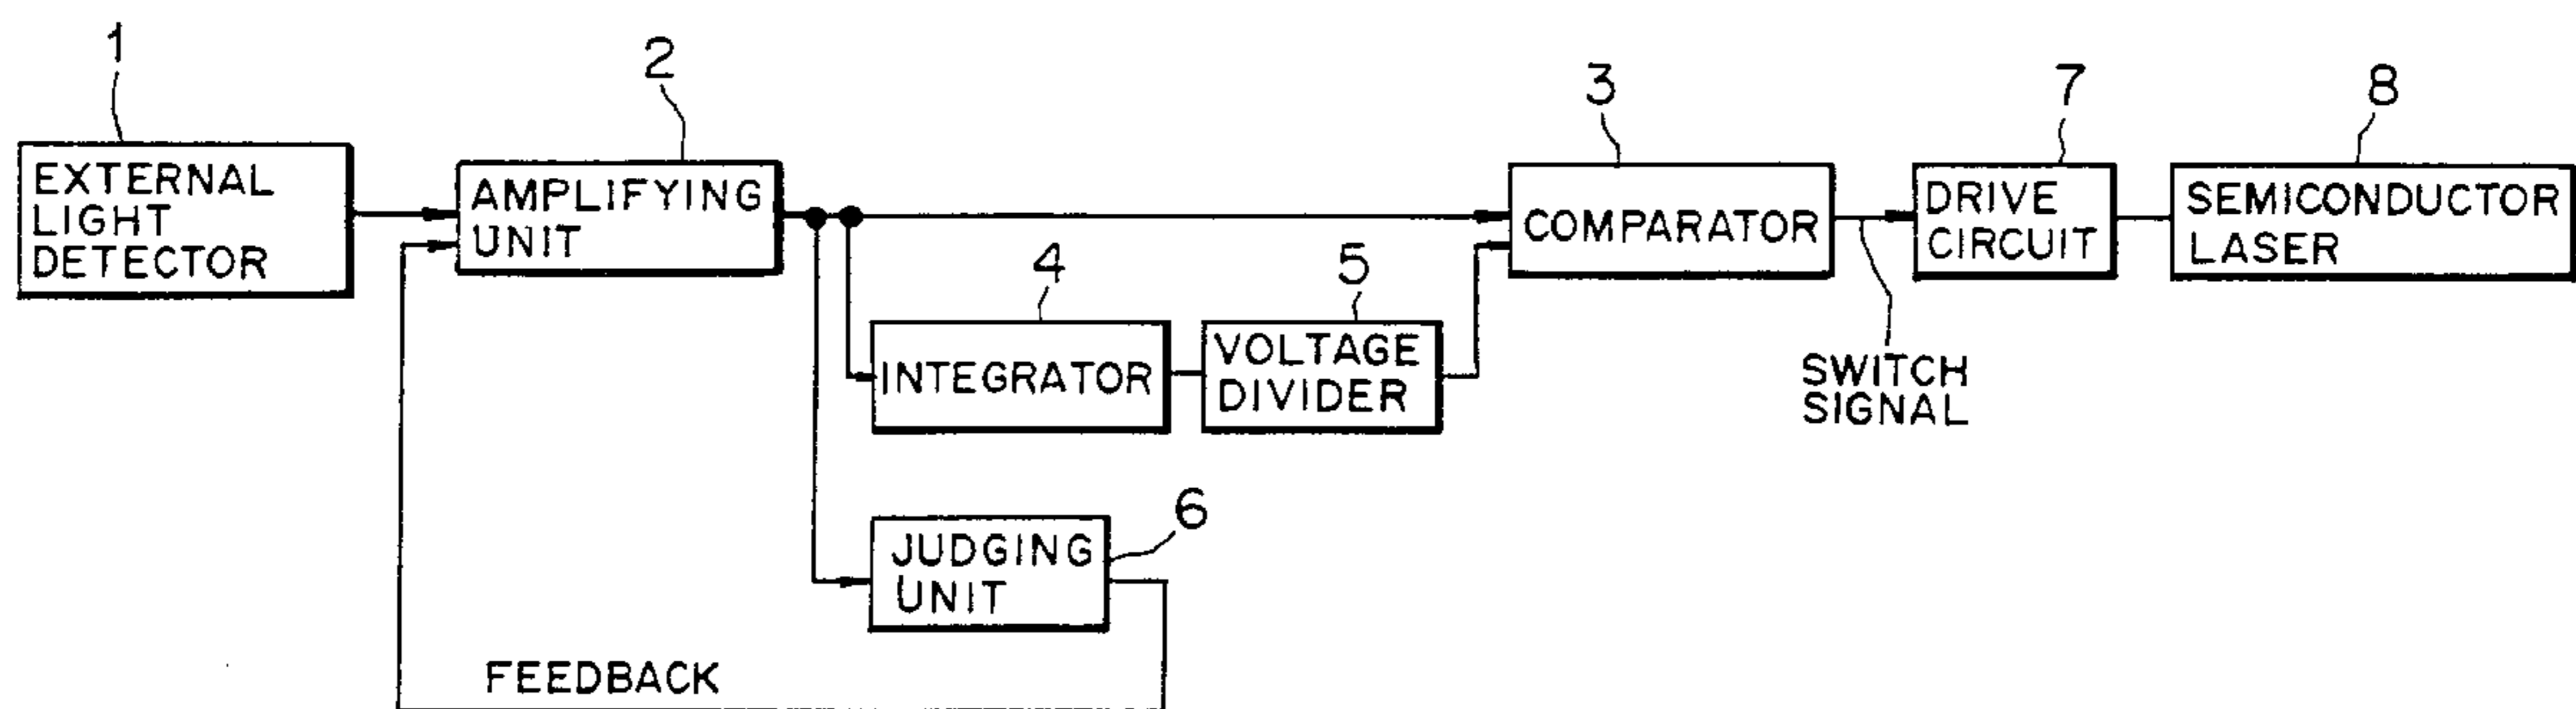 1
2
3
7
8
EXTERNAL
LIGHT
DETECTOR
AMPLIFYING
UNIT
COMPARATOR
DRIVE
CIRCUIT
SEMICONDUCTOR
LASER
4
5
INTEGRATOR
VOLTAGE
DIVIDER
SWITCH
SIGNAL
6
JUDGING
UNIT
FEEDBACK